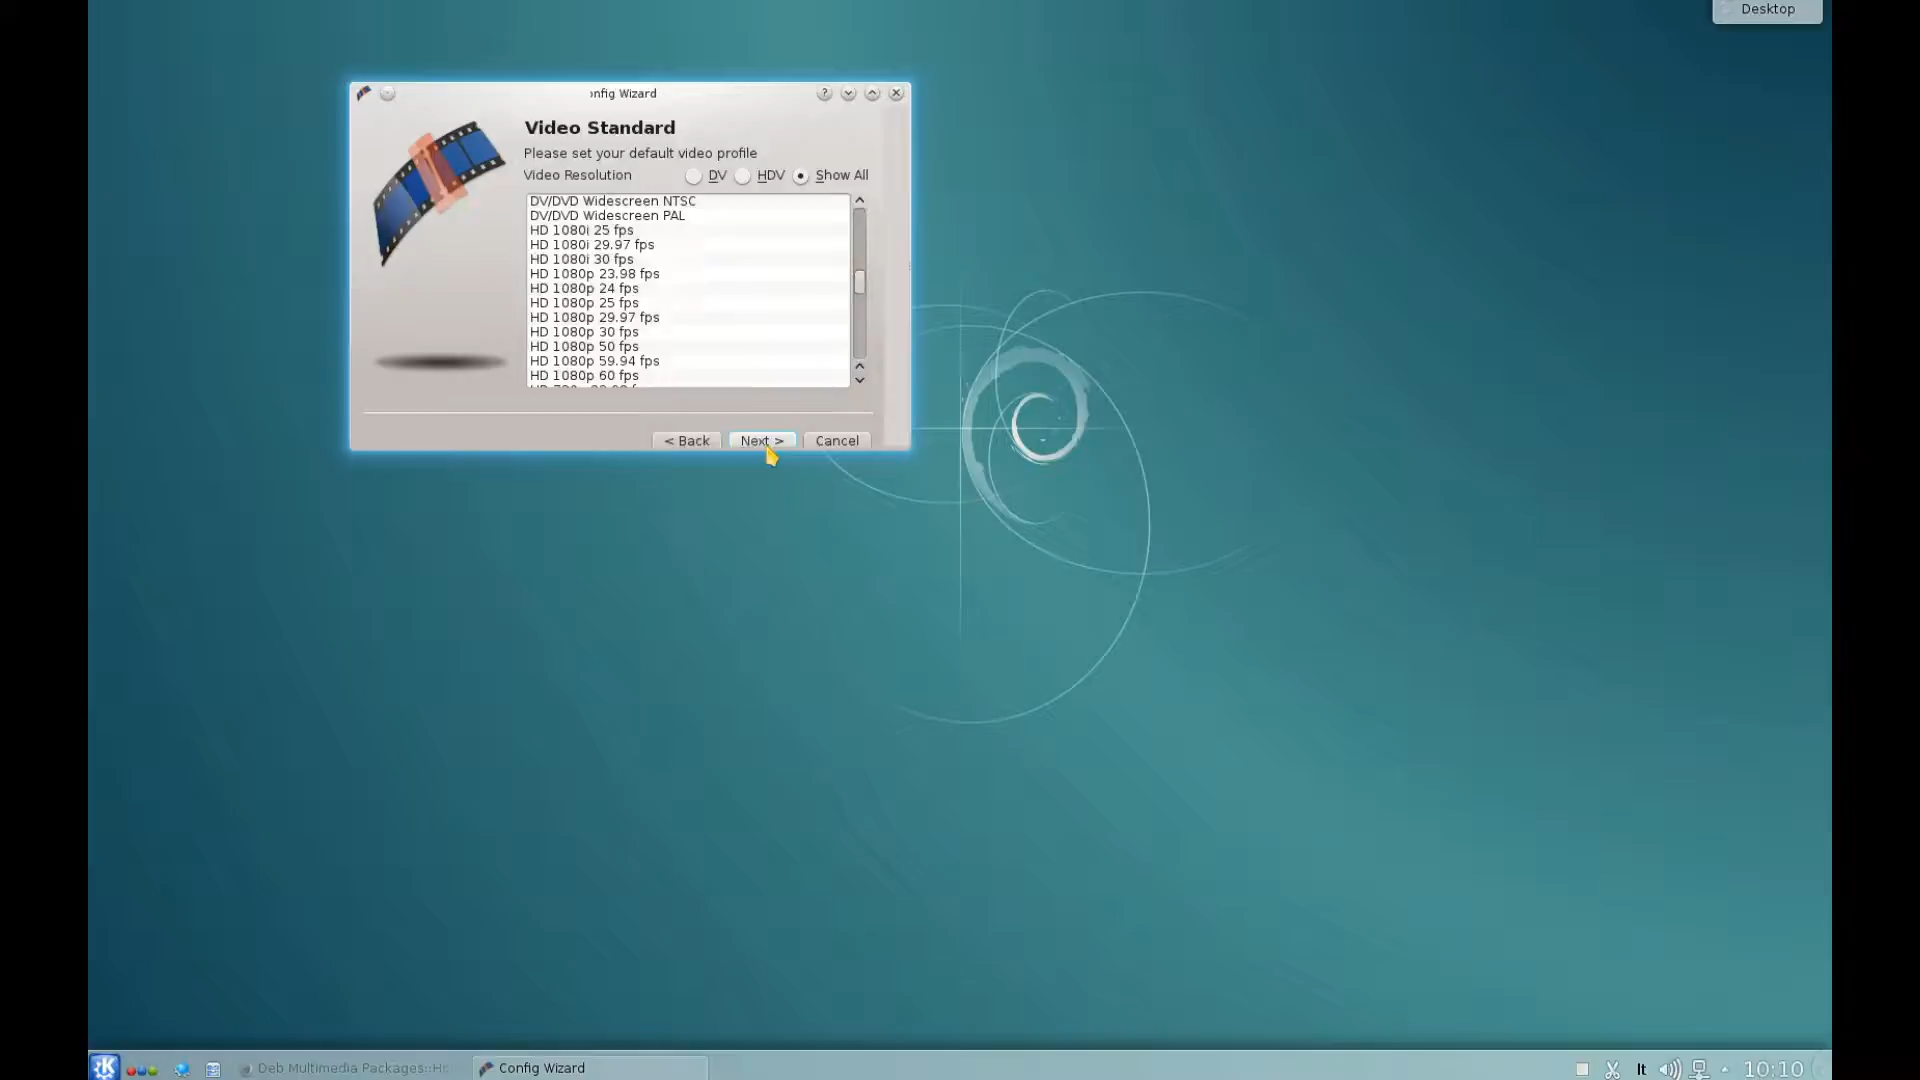 Desktop
onfig Wizard
Video Standard
Please set your default video profile
Video Resolution DV HDV Show All
DV/DVD Widescreen NTSC
DV/DVD Widescreen PAL
HD 1080i 25 fps
HD 1080i 29.97 fps
HD 1080i 30 fps
HD 1080p 23.98 fps
HD 1080p 24 fps
HD 1080p 25 fps
HD 1080p 29.97 fps
HD 1080p 30 fps
HD 1080p 50 fps
HD 1080p 59.94 fps
HD 1080p 60 fps
< Back Next > Cancel
Deb Multimedia Packages::H Config Wizard It 10:10